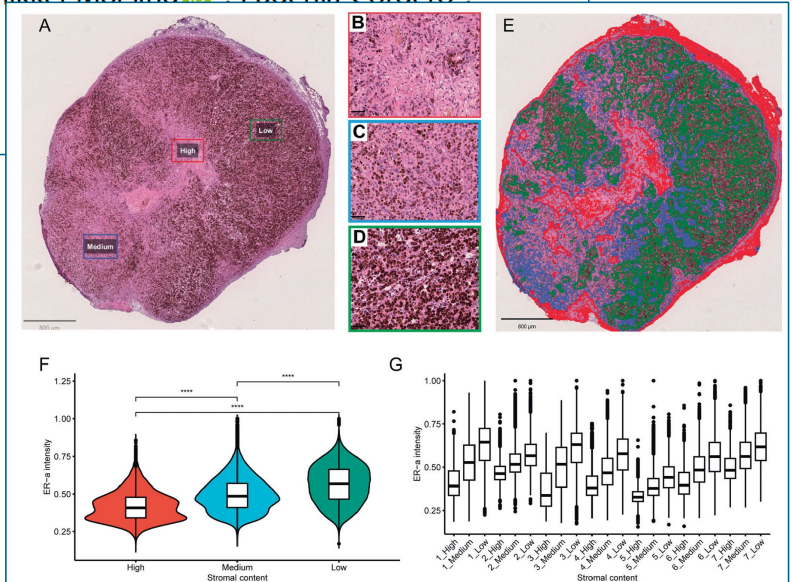 A
Low
High
Medium
800 µm
B
C
D
E
800 µm
F
1.25
1.00
0.75
0.50
0.25
ER−a intensity
****
****
****
High
Medium
Low
Stromal content
G
1.00
0.75
0.50
0.25
ER−a intensity
1_High
1_Medium
1_Low
2_High
2_Medium
2_Low
3_High
3_Medium
3_Low
4_High
4_Medium
4_Low
5_High
5_Medium
5_Low
6_High
6_Medium
6_Low
7_High
7_Medium
7_Low
Stromal content